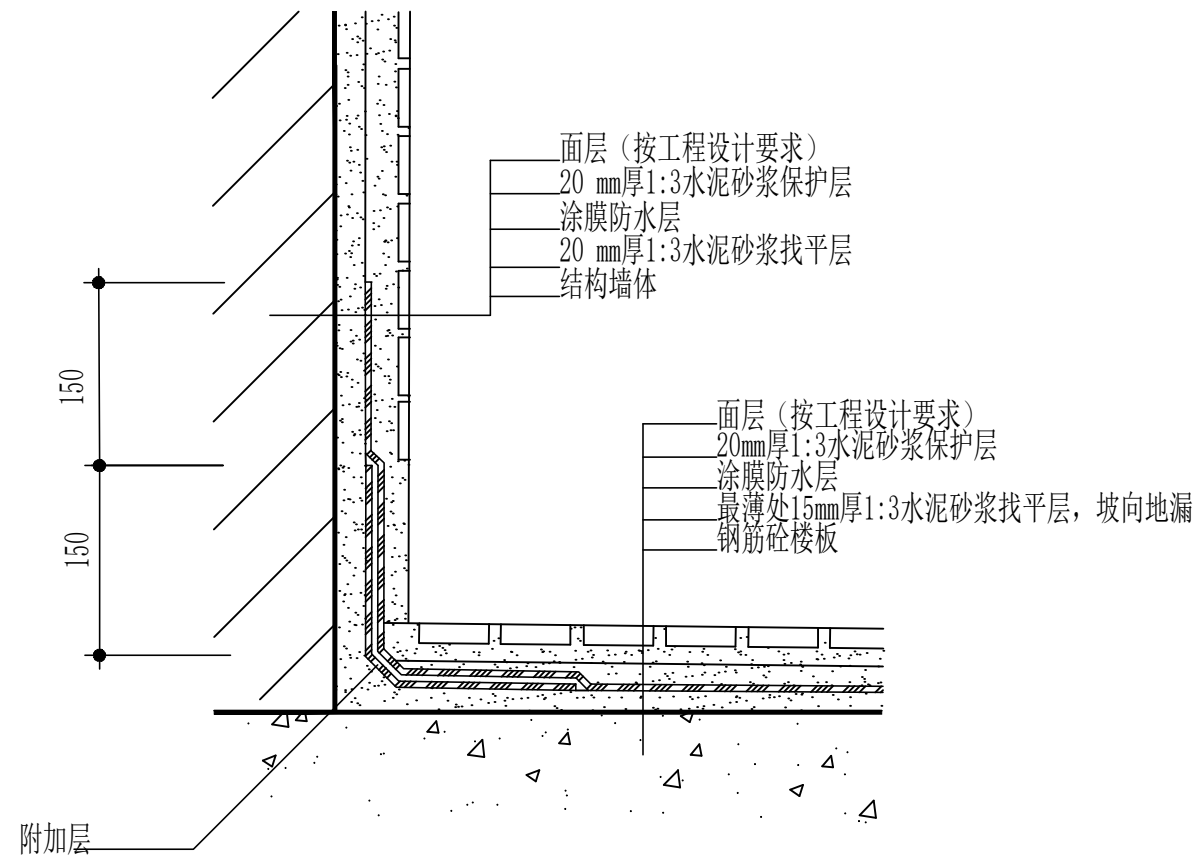 面层（按工程设计要求）
20 mm厚1:3水泥砂浆保护层
涂膜防水层
20 mm厚1:3水泥砂浆找平层
结构墙体
150
面层（按工程设计要求）
20mm厚1:3水泥砂浆保护层
涂膜防水层
最薄处15mm厚1:3水泥砂浆找平层，坡向地漏
钢筋砼楼板
150
附加层